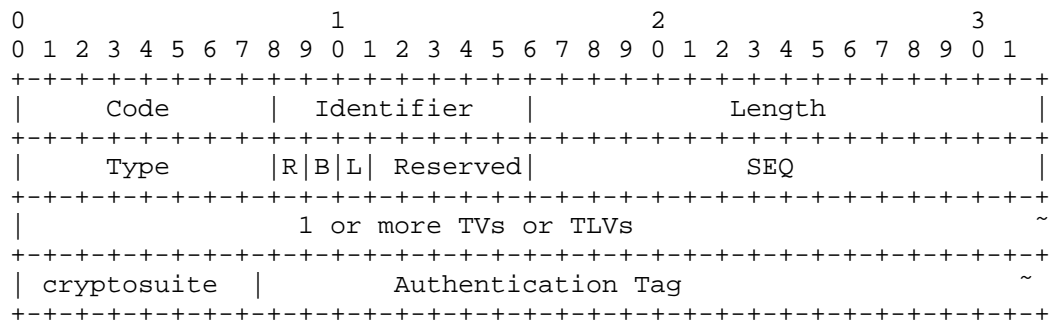 0                   1                   2                   3
0 1 2 3 4 5 6 7 8 9 0 1 2 3 4 5 6 7 8 9 0 1 2 3 4 5 6 7 8 9 0 1
+-+-+-+-+-+-+-+-+-+-+-+-+-+-+-+-+-+-+-+-+-+-+-+-+-+-+-+-+-+-+-+-+
|     Code      |  Identifier   |            Length             |
+-+-+-+-+-+-+-+-+-+-+-+-+-+-+-+-+-+-+-+-+-+-+-+-+-+-+-+-+-+-+-+-+
|     Type      |R|B|L| Reserved|             SEQ               |
+-+-+-+-+-+-+-+-+-+-+-+-+-+-+-+-+-+-+-+-+-+-+-+-+-+-+-+-+-+-+-+-+
|                 1 or more TVs or TLVs                         ~
+-+-+-+-+-+-+-+-+-+-+-+-+-+-+-+-+-+-+-+-+-+-+-+-+-+-+-+-+-+-+-+-+
| cryptosuite  |        Authentication Tag                     ~
+-+-+-+-+-+-+-+-+-+-+-+-+-+-+-+-+-+-+-+-+-+-+-+-+-+-+-+-+-+-+-+-+